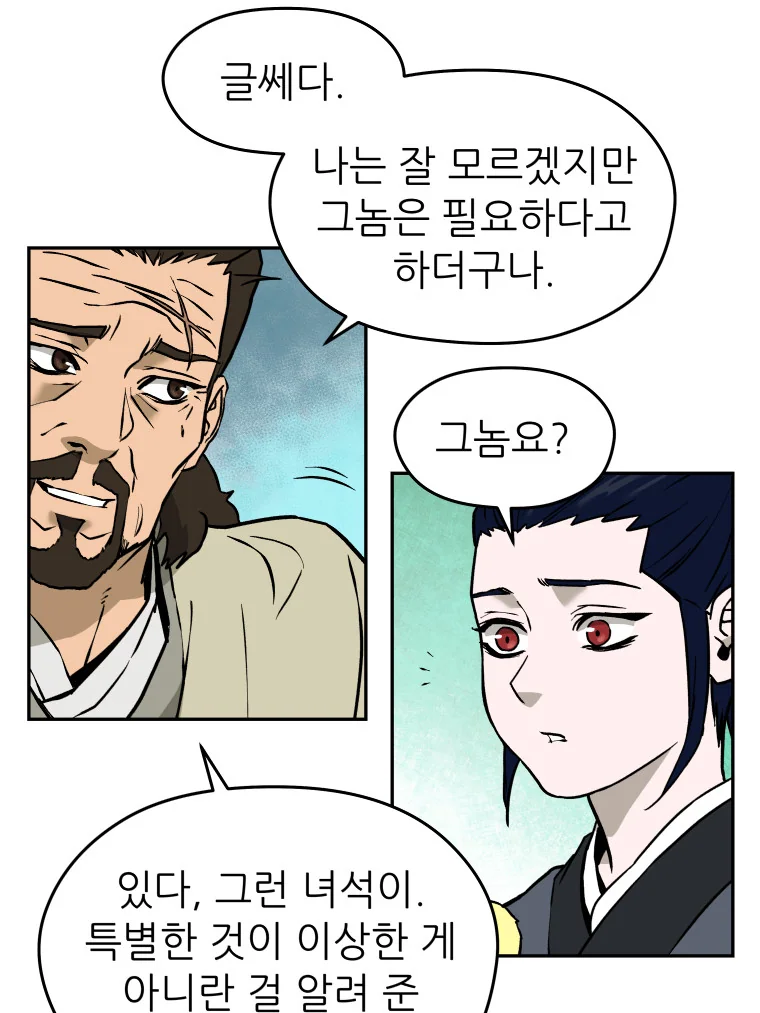 글쎄다.
나는 잘 모르겠지만
그놈은 필요하다고
하더구나.
그놈요?
있다, 그런 녀석이.
특별한 것이 이상한 게
아니란 걸 알려 준